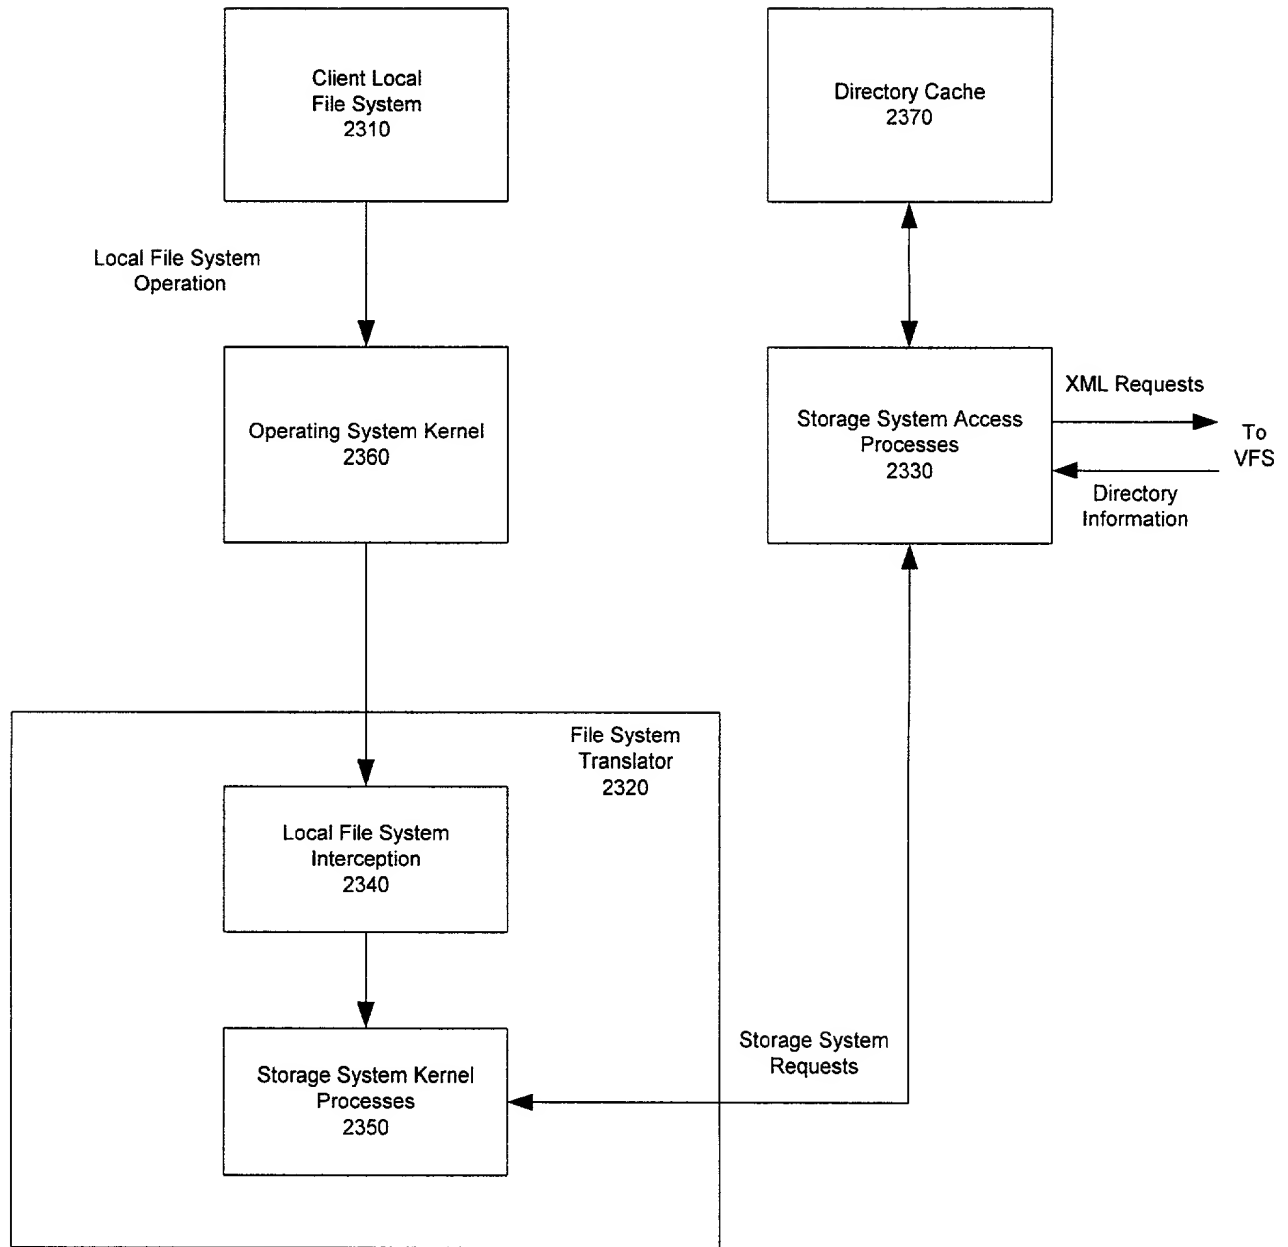 Client Local
File System
2310
Directory Cache
2370
Local File System
Operation
Operating System Kernel
2360
Storage System Access
Processes
2330
XML Requests
To
VFS
Directory
Information
File System
Translator
2320
Local File System
Interception
2340
Storage System Kernel
Processes
2350
Storage System
Requests